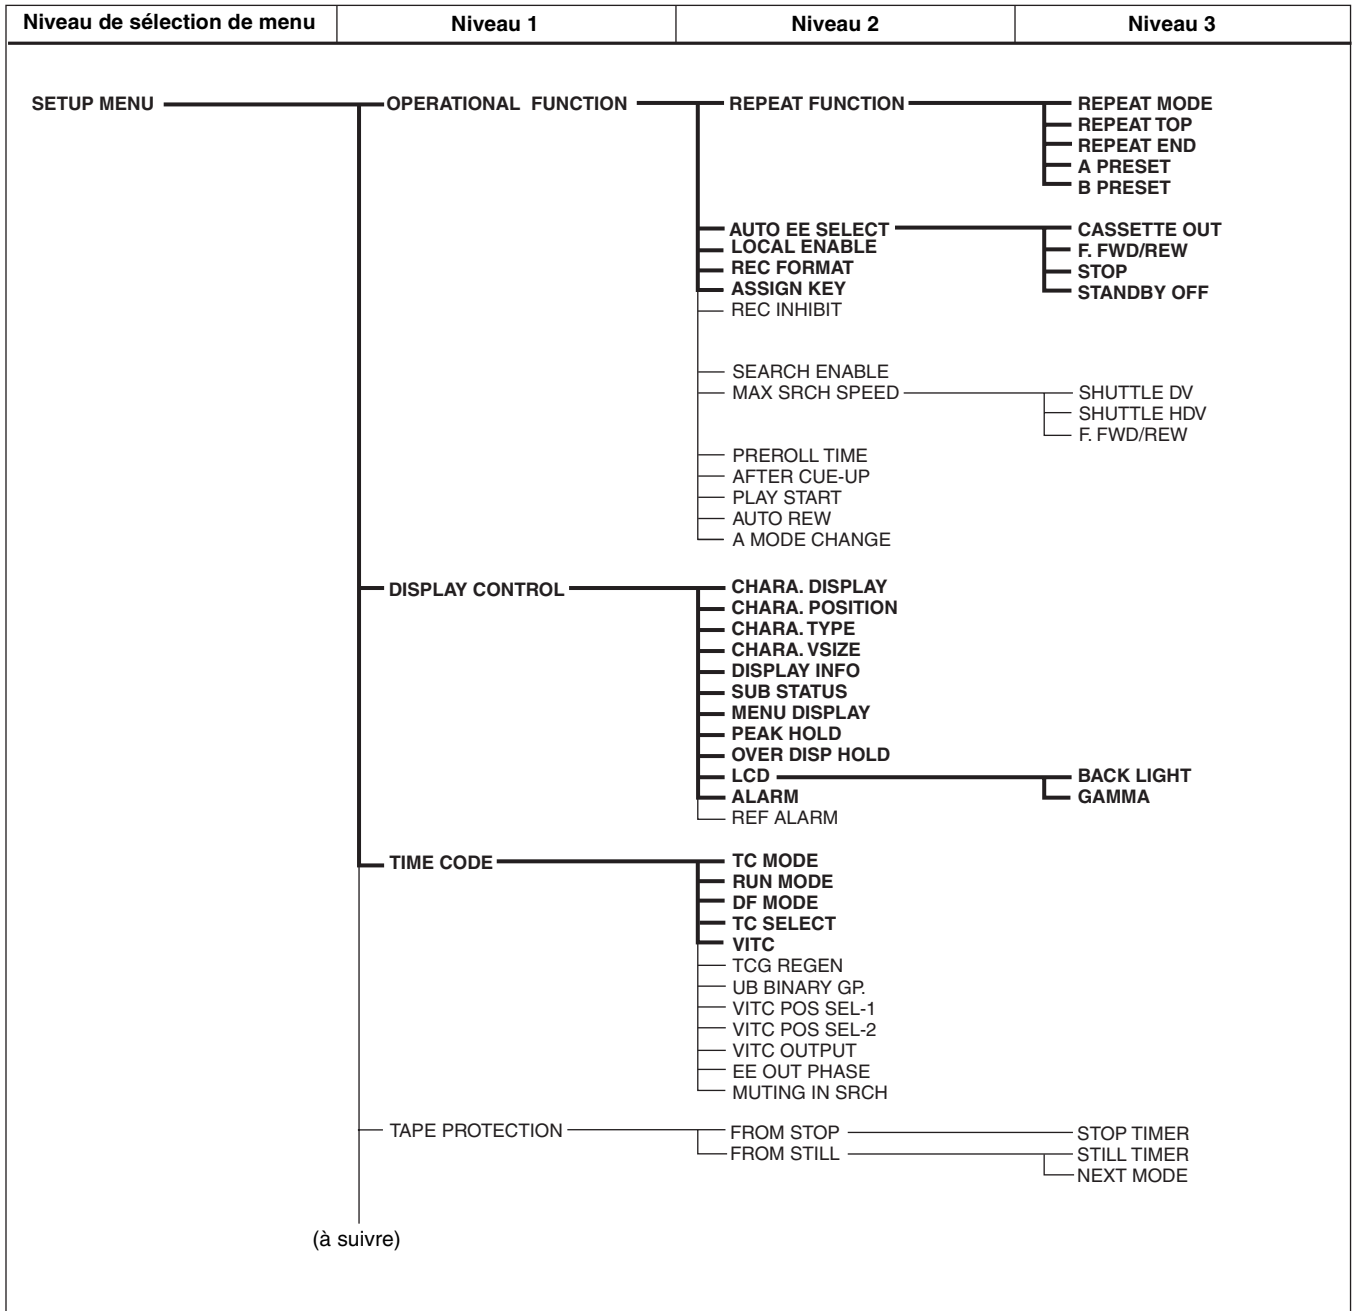 Niveau de sélection de menu Niveau 1 Niveau 2 Niveau 3
SETUP MENU OPERATIONAL FUNCTION REPEAT FUNCTION REPEAT MODE
REPEAT TOP
REPEAT END
A PRESET
B PRESET
AUTO EE SELECT CASSETTE OUT
LOCAL ENABLE F. FWD/REW
REC FORMAT STOP
ASSIGN KEY STANDBY OFF
REC INHIBIT
SEARCH ENABLE
MAX SRCH SPEED SHUTTLE DV
SHUTTLE HDV
F. FWD/REW
PREROLL TIME
AFTER CUE-UP
PLAY START
AUTO REW
A MODE CHANGE
DISPLAY CONTROL CHARA. DISPLAY
CHARA. POSITION
CHARA. TYPE
CHARA. VSIZE
DISPLAY INFO
SUB STATUS
MENU DISPLAY
PEAK HOLD
OVER DISP HOLD
LCD BACK LIGHT
ALARM GAMMA
REF ALARM
TIME CODE TC MODE
RUN MODE
DF MODE
TC SELECT
VITC
TCG REGEN
UB BINARY GP.
VITC POS SEL-1
VITC POS SEL-2
VITC OUTPUT
EE OUT PHASE
MUTING IN SRCH
TAPE PROTECTION FROM STOP STOP TIMER
FROM STILL STILL TIMER
NEXT MODE
(à suivre)